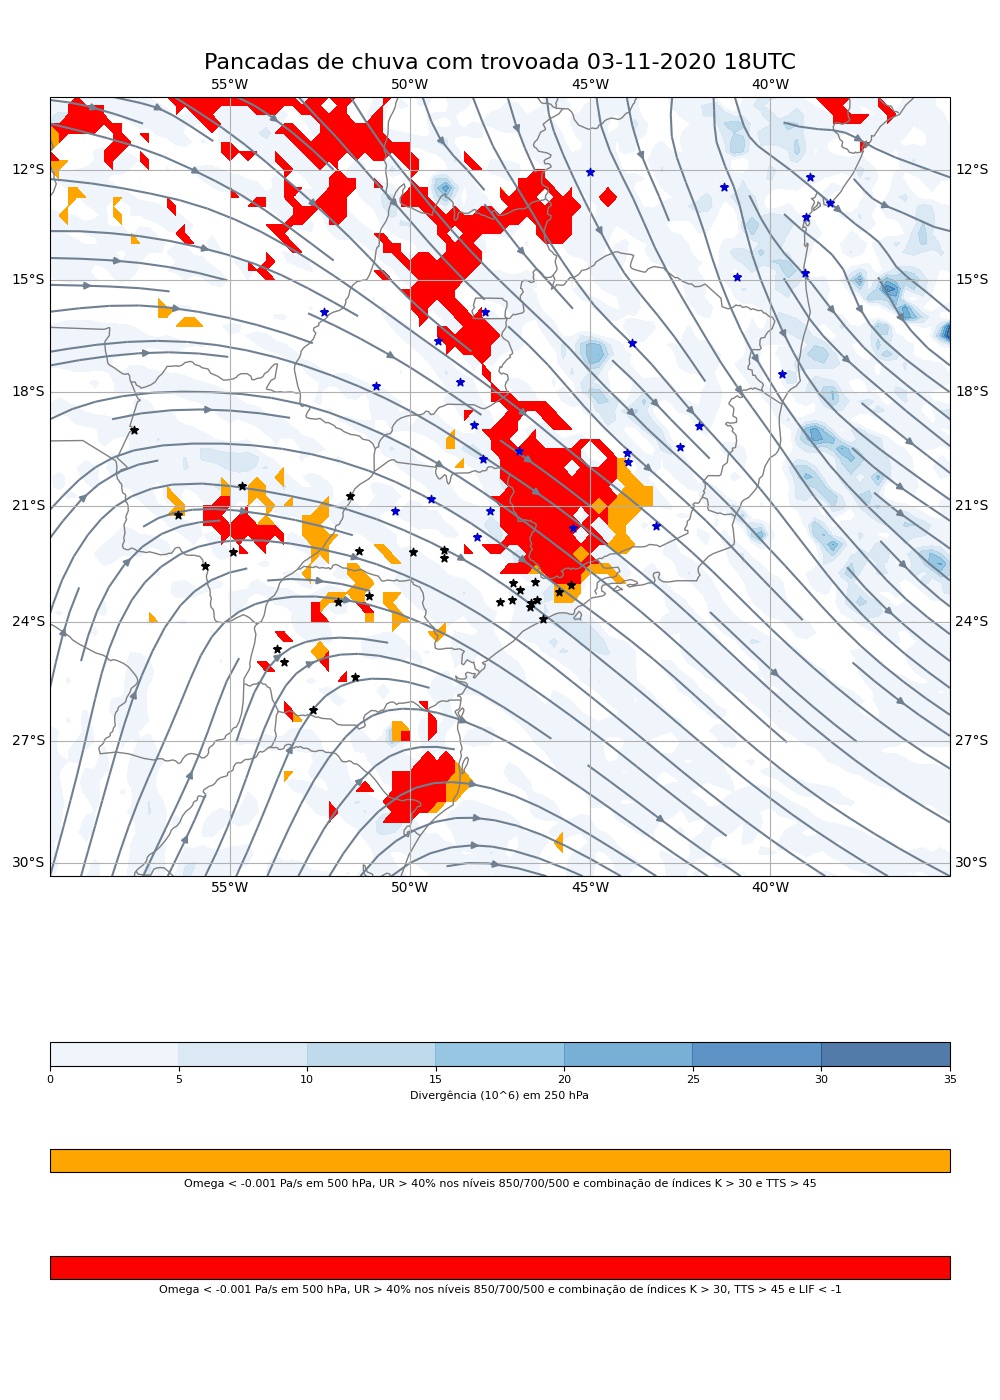 Pancadas de chuva com trovoada 03-11-2020 18UTC
55°W 50°W 45°W 40°W
12°S 12°S
15°S 15°S
18°S 18°S
21°S 21°S
24°S 24°S
27°S 27°S
30°S 30°S
55°W 50°W 45°W 40°W
0 5 10 15 20 25 30 35
Divergência (10^6) em 250 hPa
Omega < -0.001 Pa/s em 500 hPa, UR > 40% nos níveis 850/700/500 e combinação de índices K > 30 e TTS > 45
Omega < -0.001 Pa/s em 500 hPa, UR > 40% nos níveis 850/700/500 e combinação de índices K > 30, TTS > 45 e LIF < -1